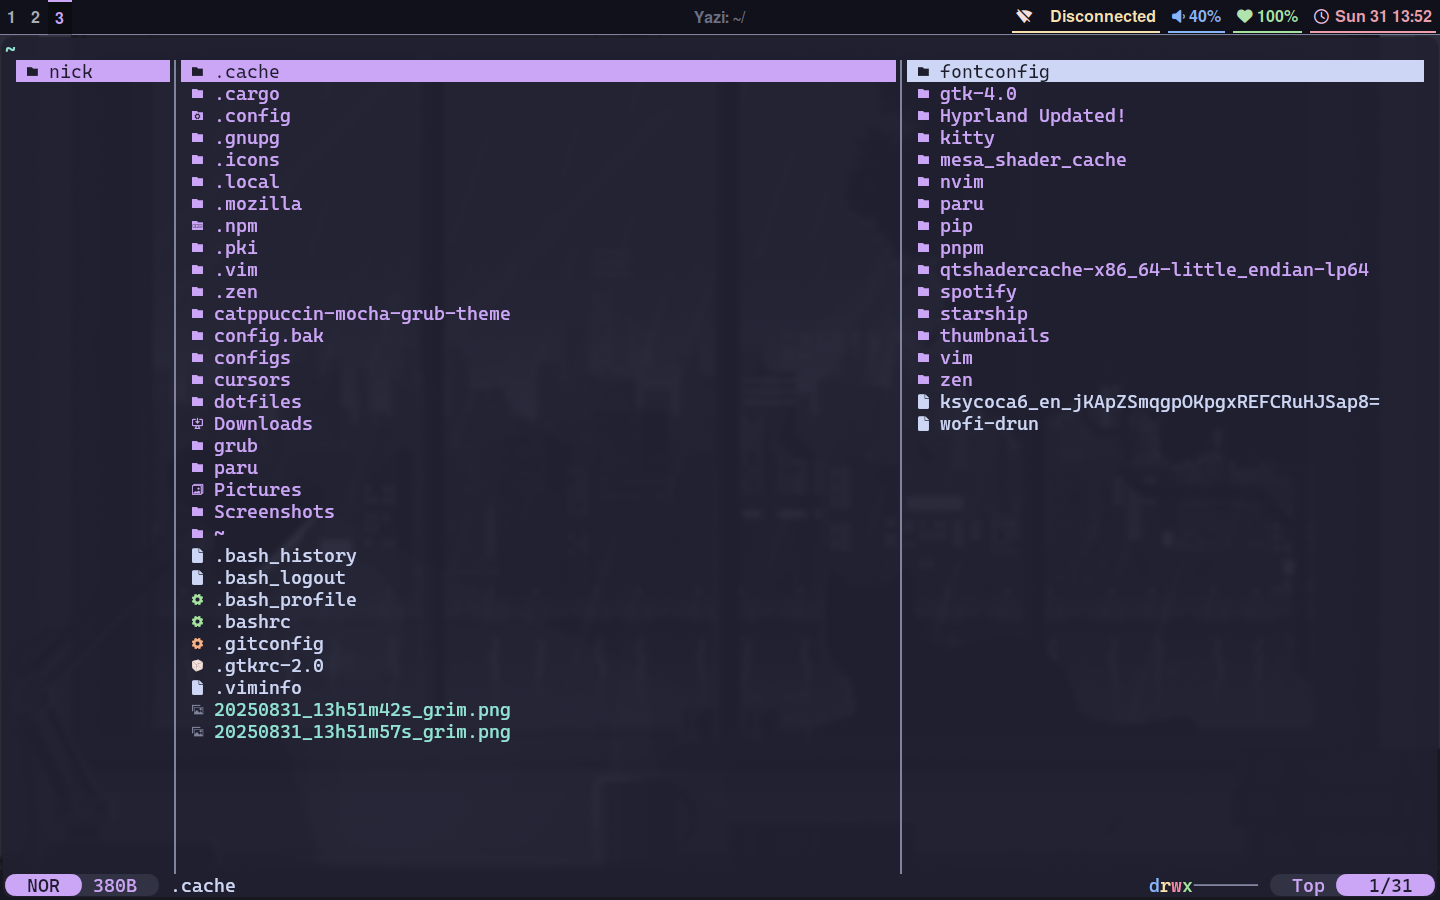 1 2 3 Yazi: ~/ Disconnected 40% 100% Sun 31 13:52
~
nick
.cache
.cargo
.config
.gnupg
.icons
.local
.mozilla
.npm
.pki
.vim
.zen
catppuccin-mocha-grub-theme
config.bak
configs
cursors
dotfiles
Downloads
grub
paru
Pictures
Screenshots
~
.bash_history
.bash_logout
.bash_profile
.bashrc
.gitconfig
.gtkrc-2.0
.viminfo
20250831_13h51m42s_grim.png
20250831_13h51m57s_grim.png
fontconfig
gtk-4.0
Hyprland Updated!
kitty
mesa_shader_cache
nvim
paru
pip
pnpm
qtshadercache-x86_64-little_endian-lp64
spotify
starship
thumbnails
vim
zen
ksycoca6_en_jKApZSmqgpOKpgxREFCRuHJSap8=
wofi-drun
NOR 380B .cache drwx------ Top 1/31